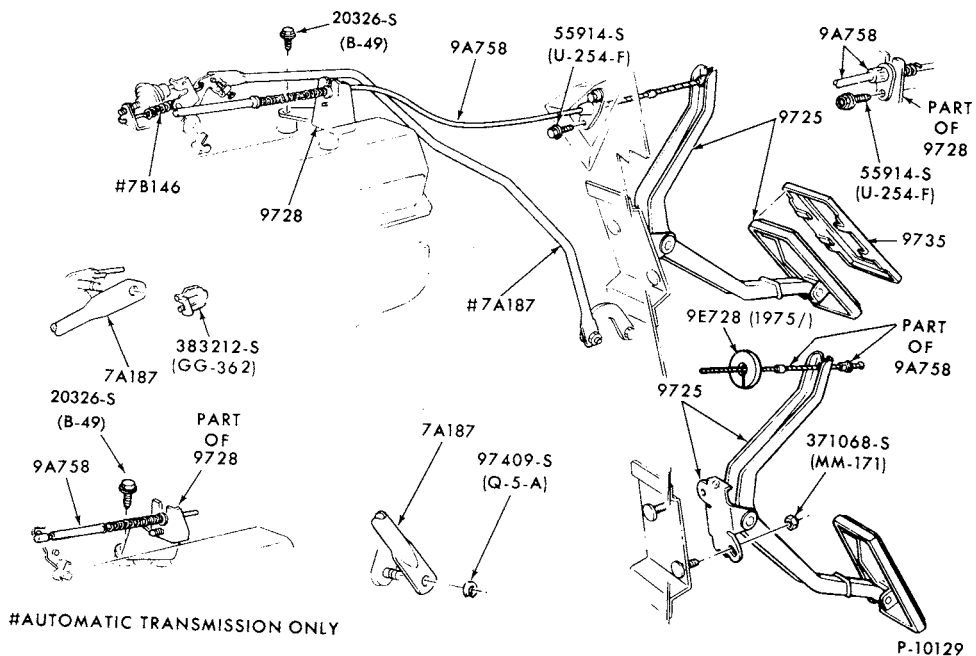 20326-S
(B-49)
9A758
55914-S
(U-254-F)
9A758
9725
PART
OF
9728
#7B146
9728
55914-S
(U-254-F)
9735
#7A187
9E728 (1975/)
383212-S
(GG-362)
7A187
PART
OF
9A758
20326-S
(B-49)
PART
OF
9728
9725
7A187
371068-S
(MM-171)
9A758
97409-S
(Q-5-A)
#AUTOMATIC TRANSMISSION ONLY
P-10129